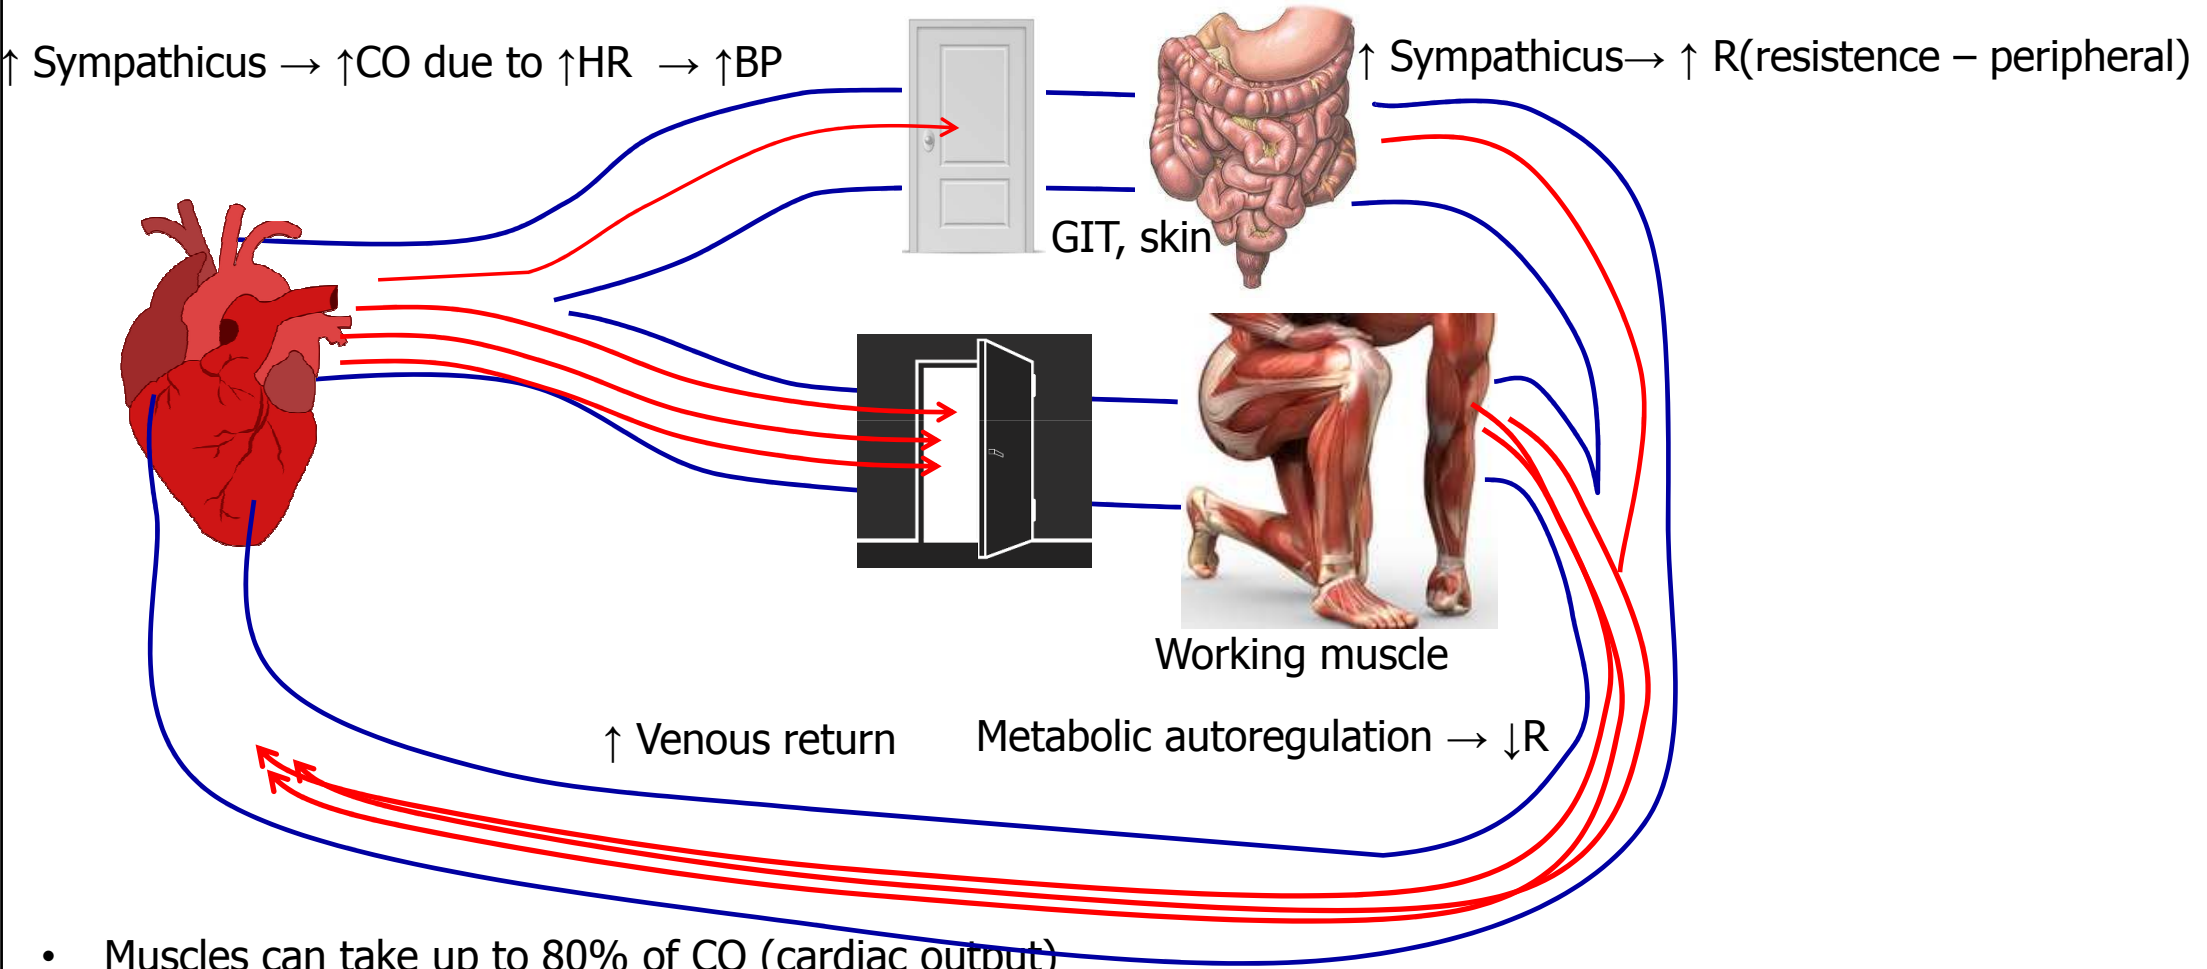 ↑ Sympathicus → ↑CO due to ↑HR → ↑BP
↑ Sympathicus→ ↑ R(resistence – peripheral)
GIT, skin
Working muscle
↑ Venous return
Metabolic autoregulation → ↓R
• Muscles can take up to 80% of CO (cardiac output)